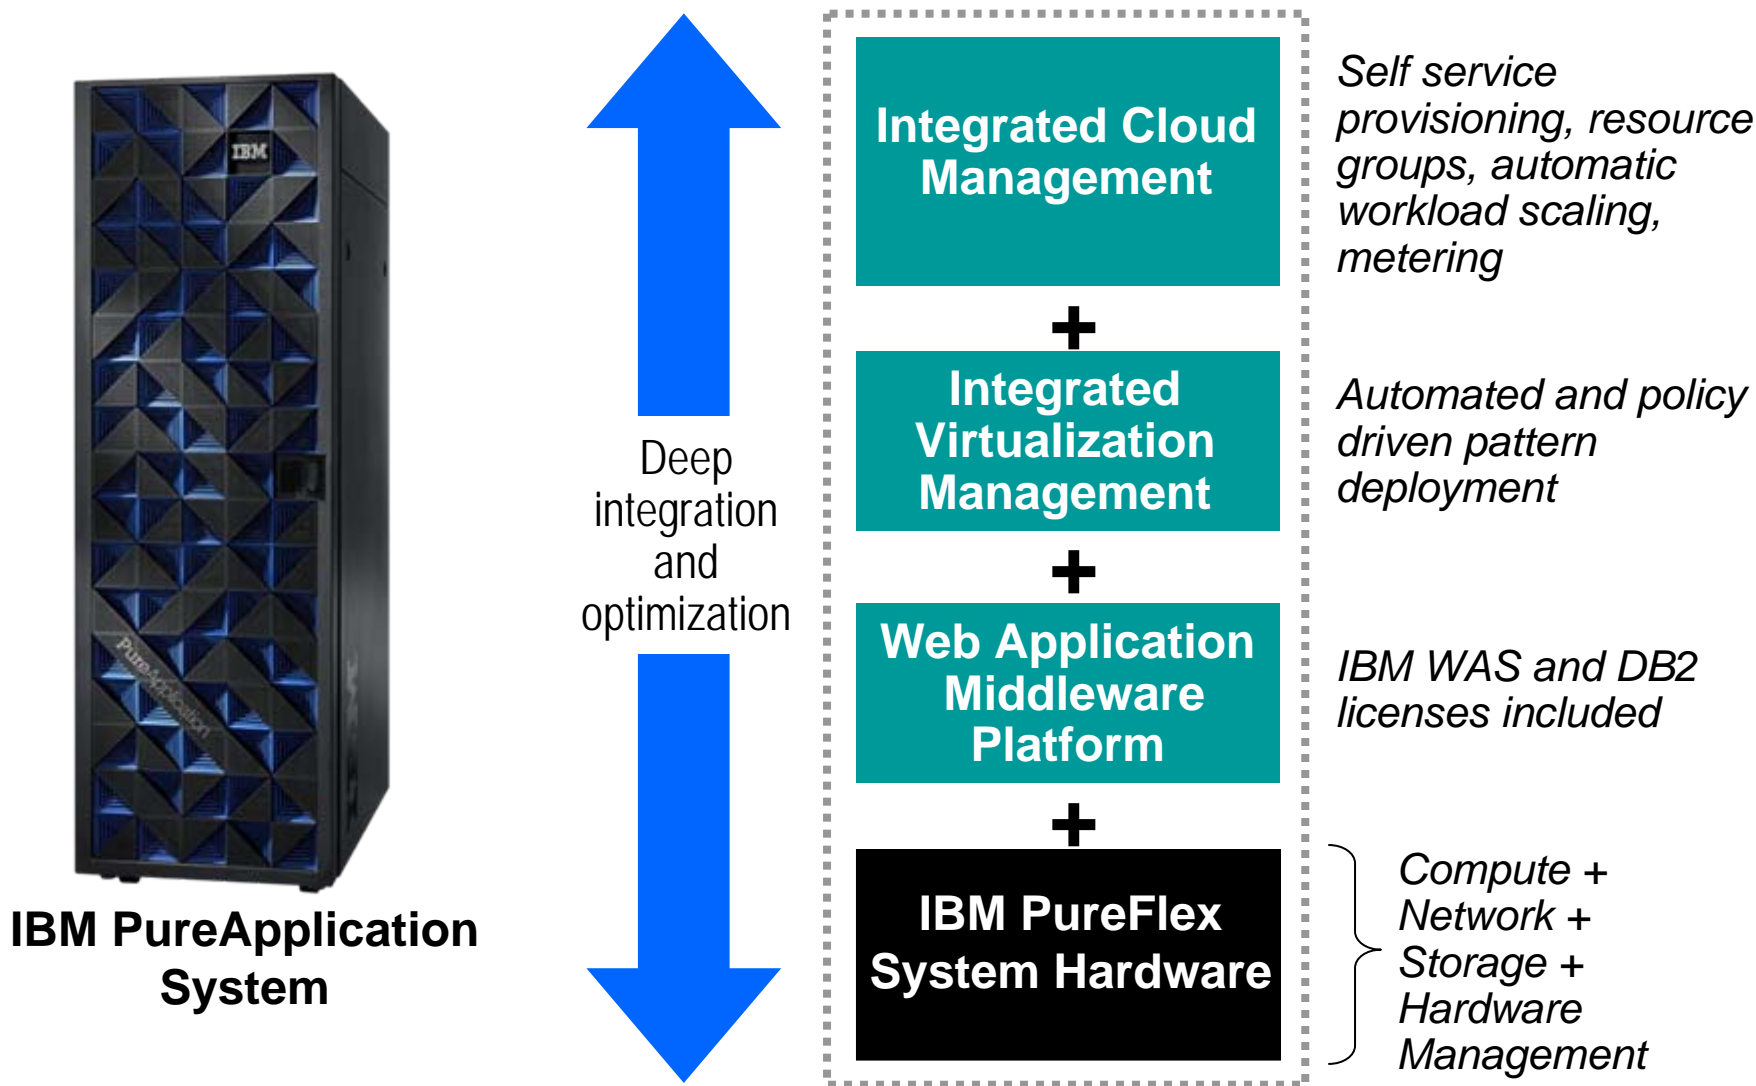 IBM
PureApplication
IBM
IBM PureApplication
System
Deep
integration
and
optimization
Integrated Cloud
Management
Self service
provisioning, resource
groups, automatic
workload scaling,
metering
+
Integrated
Virtualization
Management
Automated and policy
driven pattern
deployment
+
Web Application
Middleware
Platform
IBM WAS and DB2
licenses included
+
IBM PureFlex
System Hardware
Compute +
Network +
Storage +
Hardware
Management